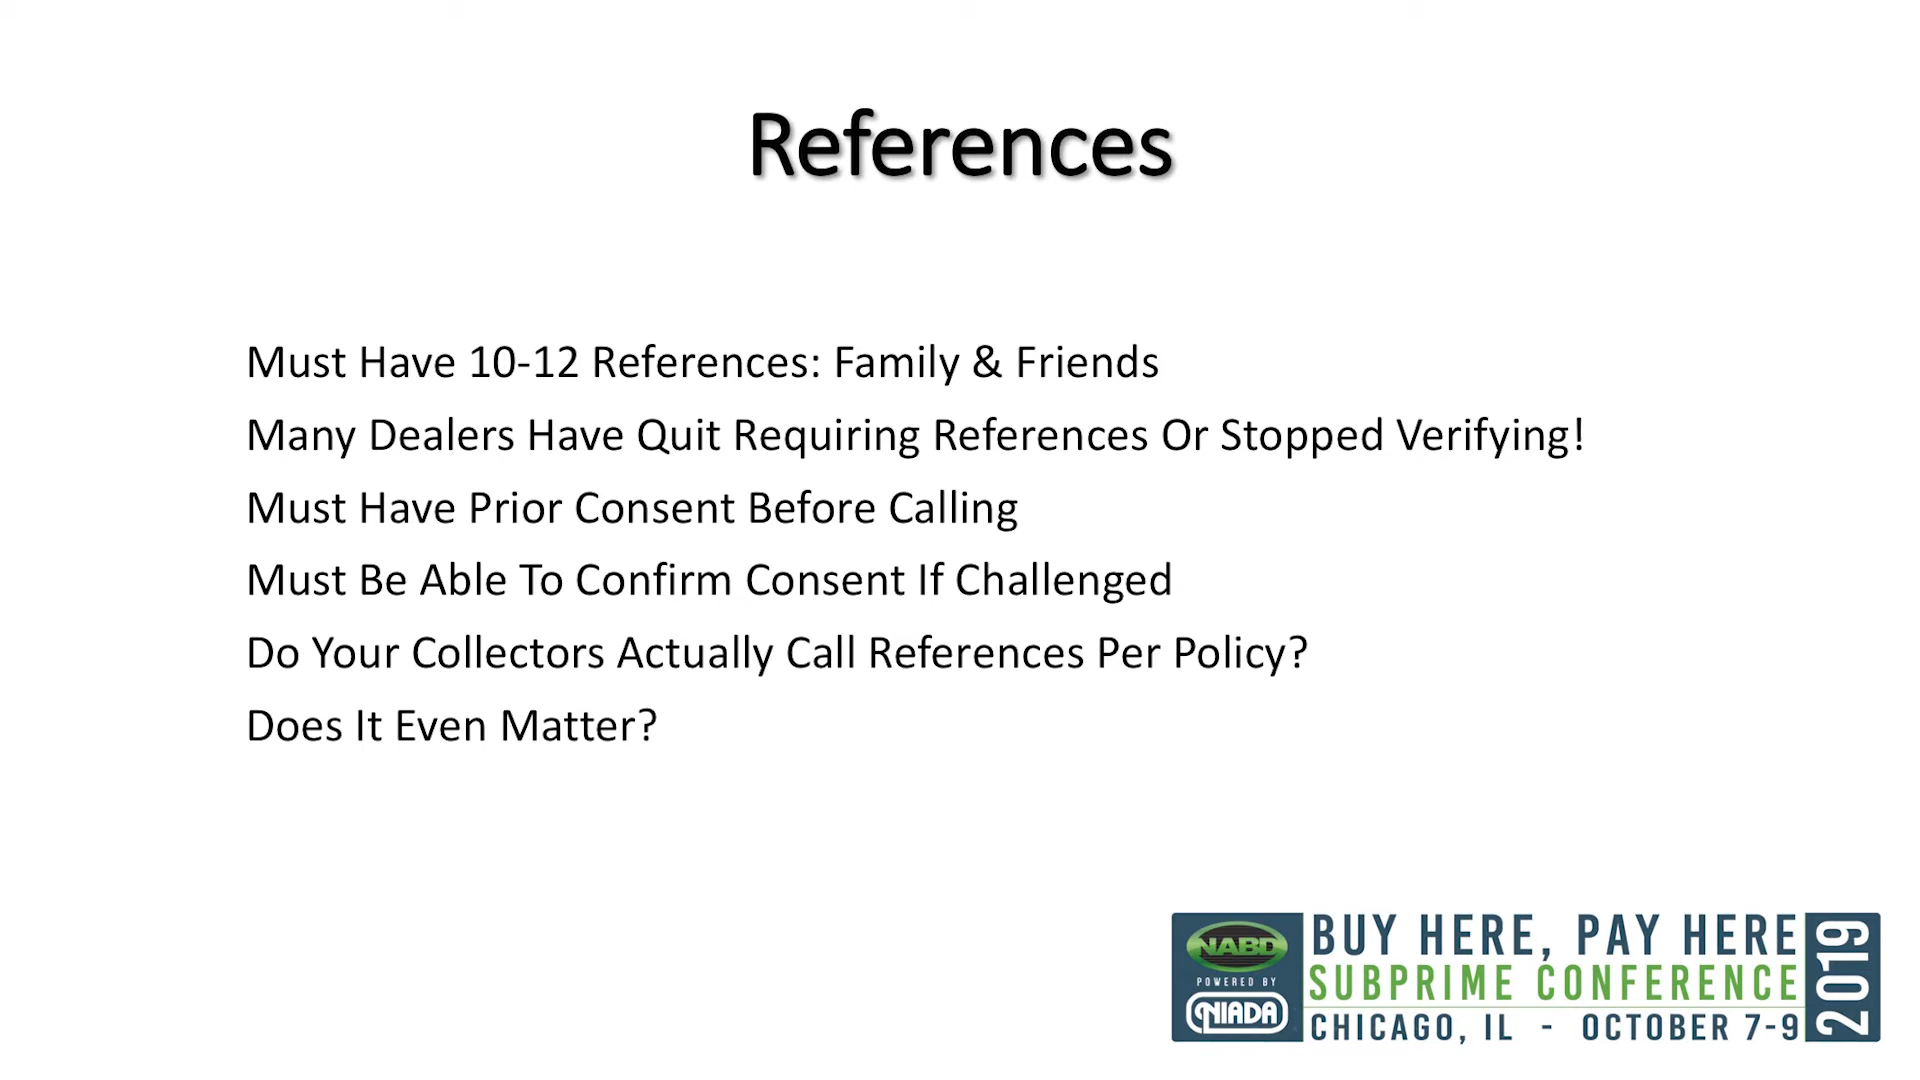 References
Must Have 10-12 References: Family & Friends
Many Dealers Have Quit Requiring References Or Stopped Verifying!
Must Have Prior Consent Before Calling
Must Be Able To Confirm Consent If Challenged
Do Your Collectors Actually Call References Per Policy?
Does It Even Matter?
NABD
POWERED BY
NIADA
BUY HERE, PAY HERE
SUBPRIME CONFERENCE
CHICAGO, IL - OCTOBER 7-9
2019